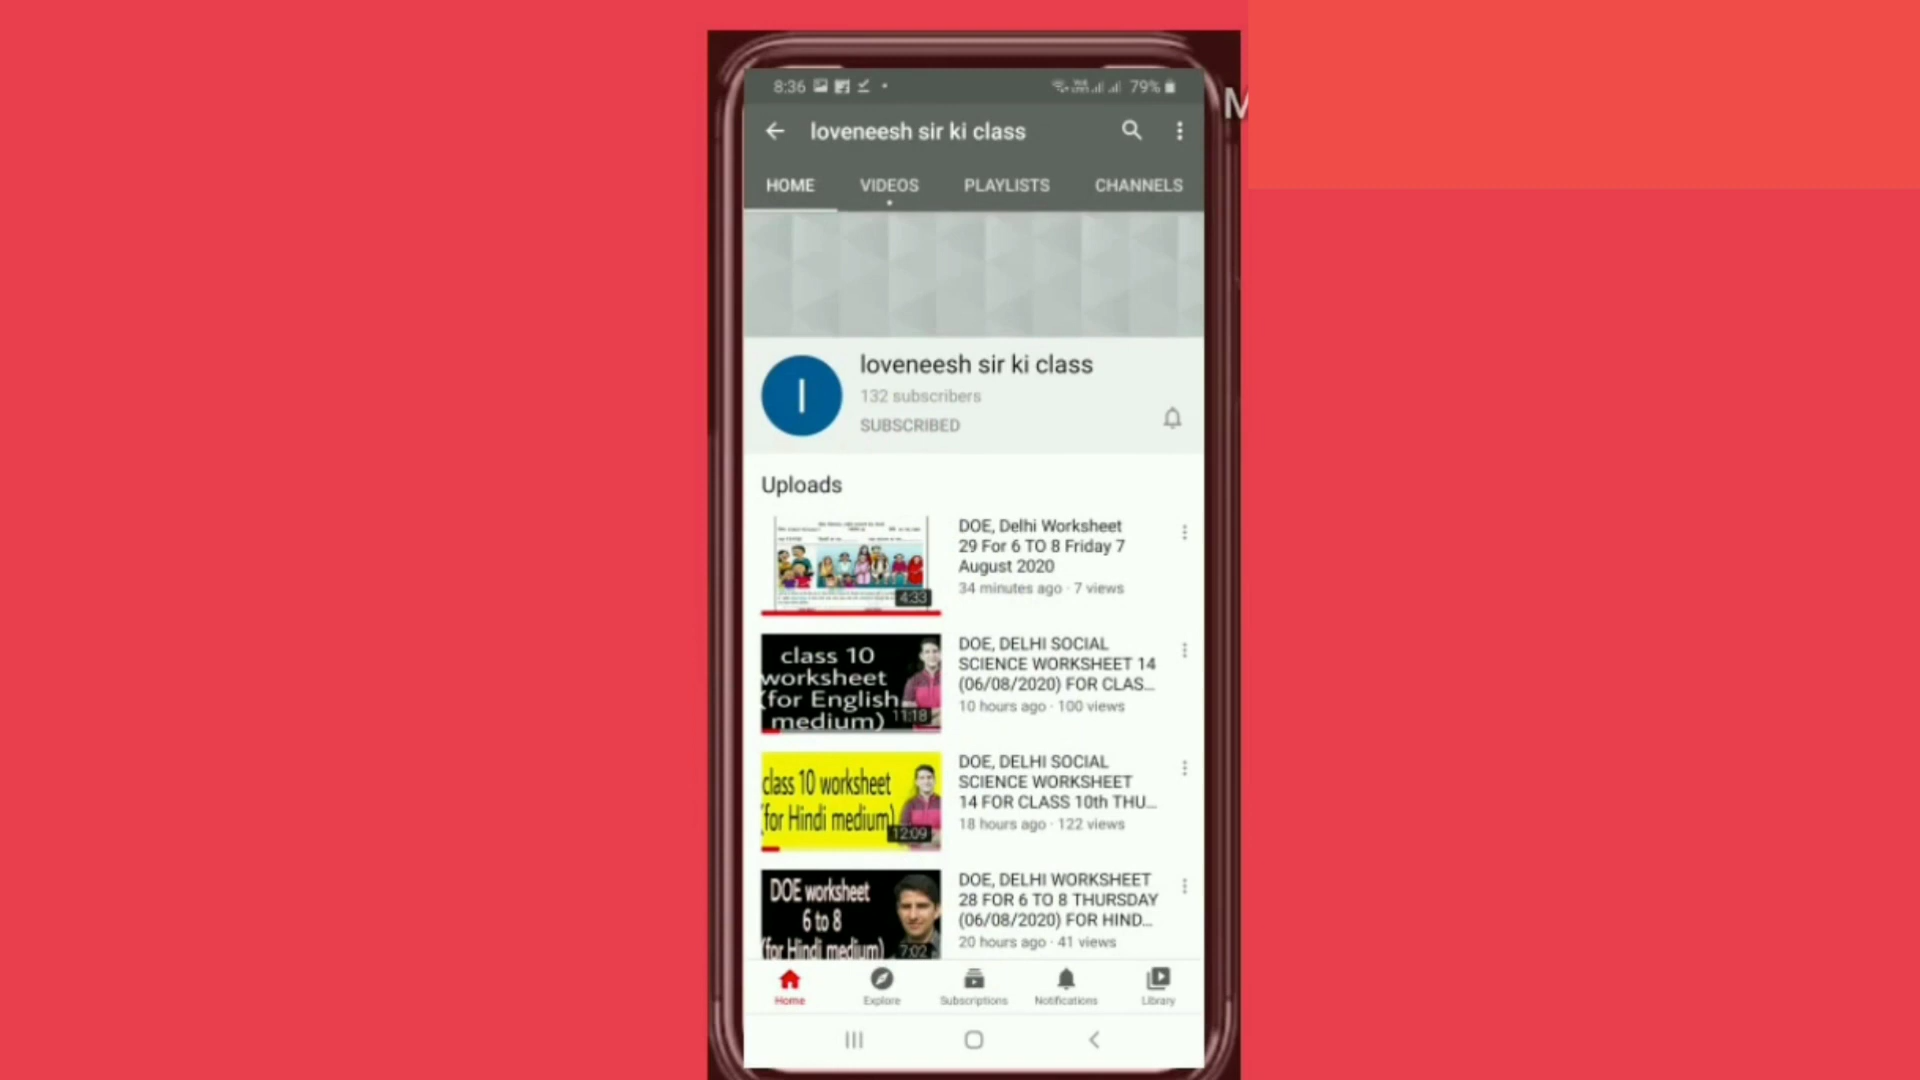 8:36
79%
M
loveneesh sir ki class
HOME VIDEOS PLAYLISTS CHANNELS
loveneesh sir ki class
132 subscribers
SUBSCRIBED
Uploads
4:33
DOE, Delhi Worksheet
29 For 6 TO 8 Friday 7
August 2020
34 minutes ago · 7 views
class 10
worksheet
(for English
medium)
11:18
DOE, DELHI SOCIAL
SCIENCE WORKSHEET 14
(06/08/2020) FOR CLAS...
10 hours ago · 100 views
class 10 worksheet
(for Hindi medium)
12:09
DOE, DELHI SOCIAL
SCIENCE WORKSHEET
14 FOR CLASS 10th THU...
18 hours ago · 122 views
DOE worksheet
6 to 8
(for Hindi medium)
7:02
DOE, DELHI WORKSHEET
28 FOR 6 TO 8 THURSDAY
(06/08/2020) FOR HIND...
20 hours ago · 41 views
Home Explore Subscriptions Notifications Library